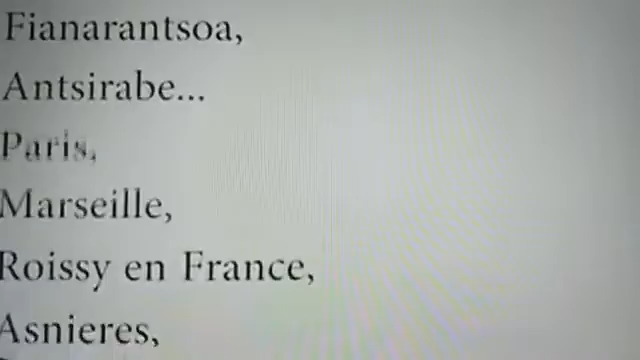 Fianarantsoa,
Antsirabe...
Paris,
Marseille,
Roissy en France,
Asnieres,